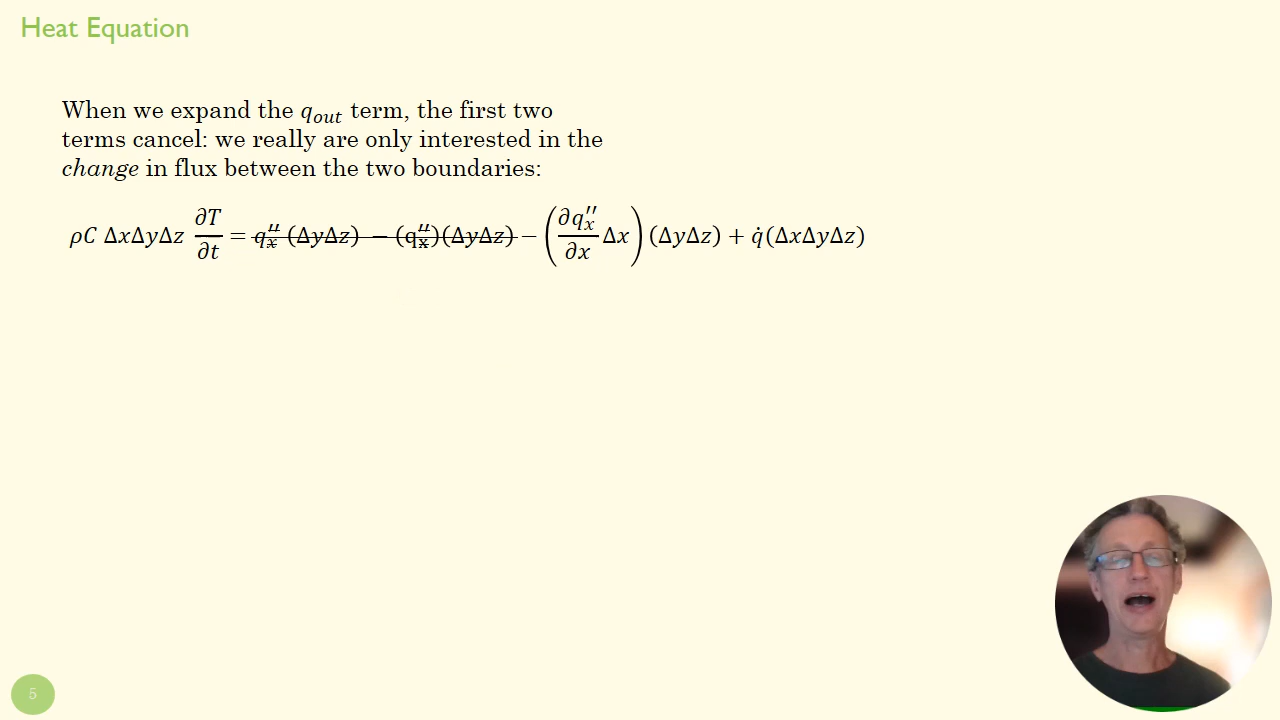 Heat Equation
When we expand the q_out term, the first two
terms cancel: we really are only interested in the
change in flux between the two boundaries:
ρC ΔxΔyΔz ∂T/∂t = q″ₓ (ΔyΔz) − (q″ₓ)(ΔyΔz) − (∂q″ₓ/∂x Δx) (ΔyΔz) + q̇(ΔxΔyΔz)
5